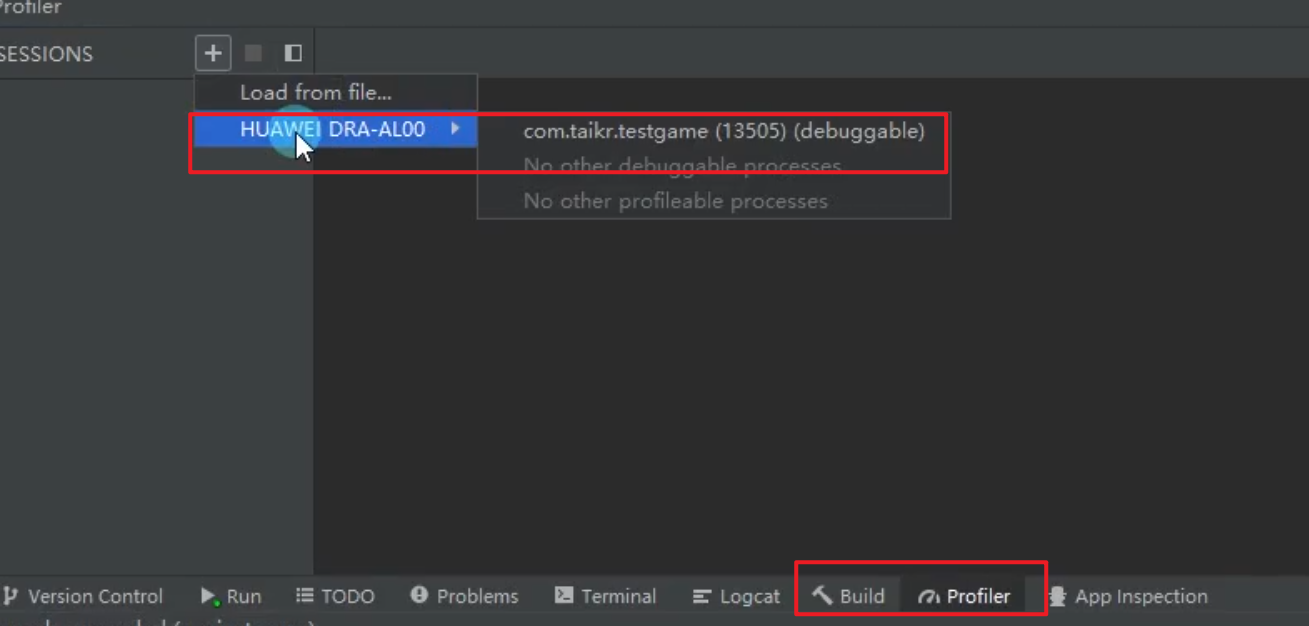 Profiler
SESSIONS
Load from file...
HUAWEI DRA-AL00
com.taikr.testgame (13505) (debuggable)
No other debuggable processes
No other profileable processes
Version Control
Run
TODO
Problems
Terminal
Logcat
Build
Profiler
App Inspection